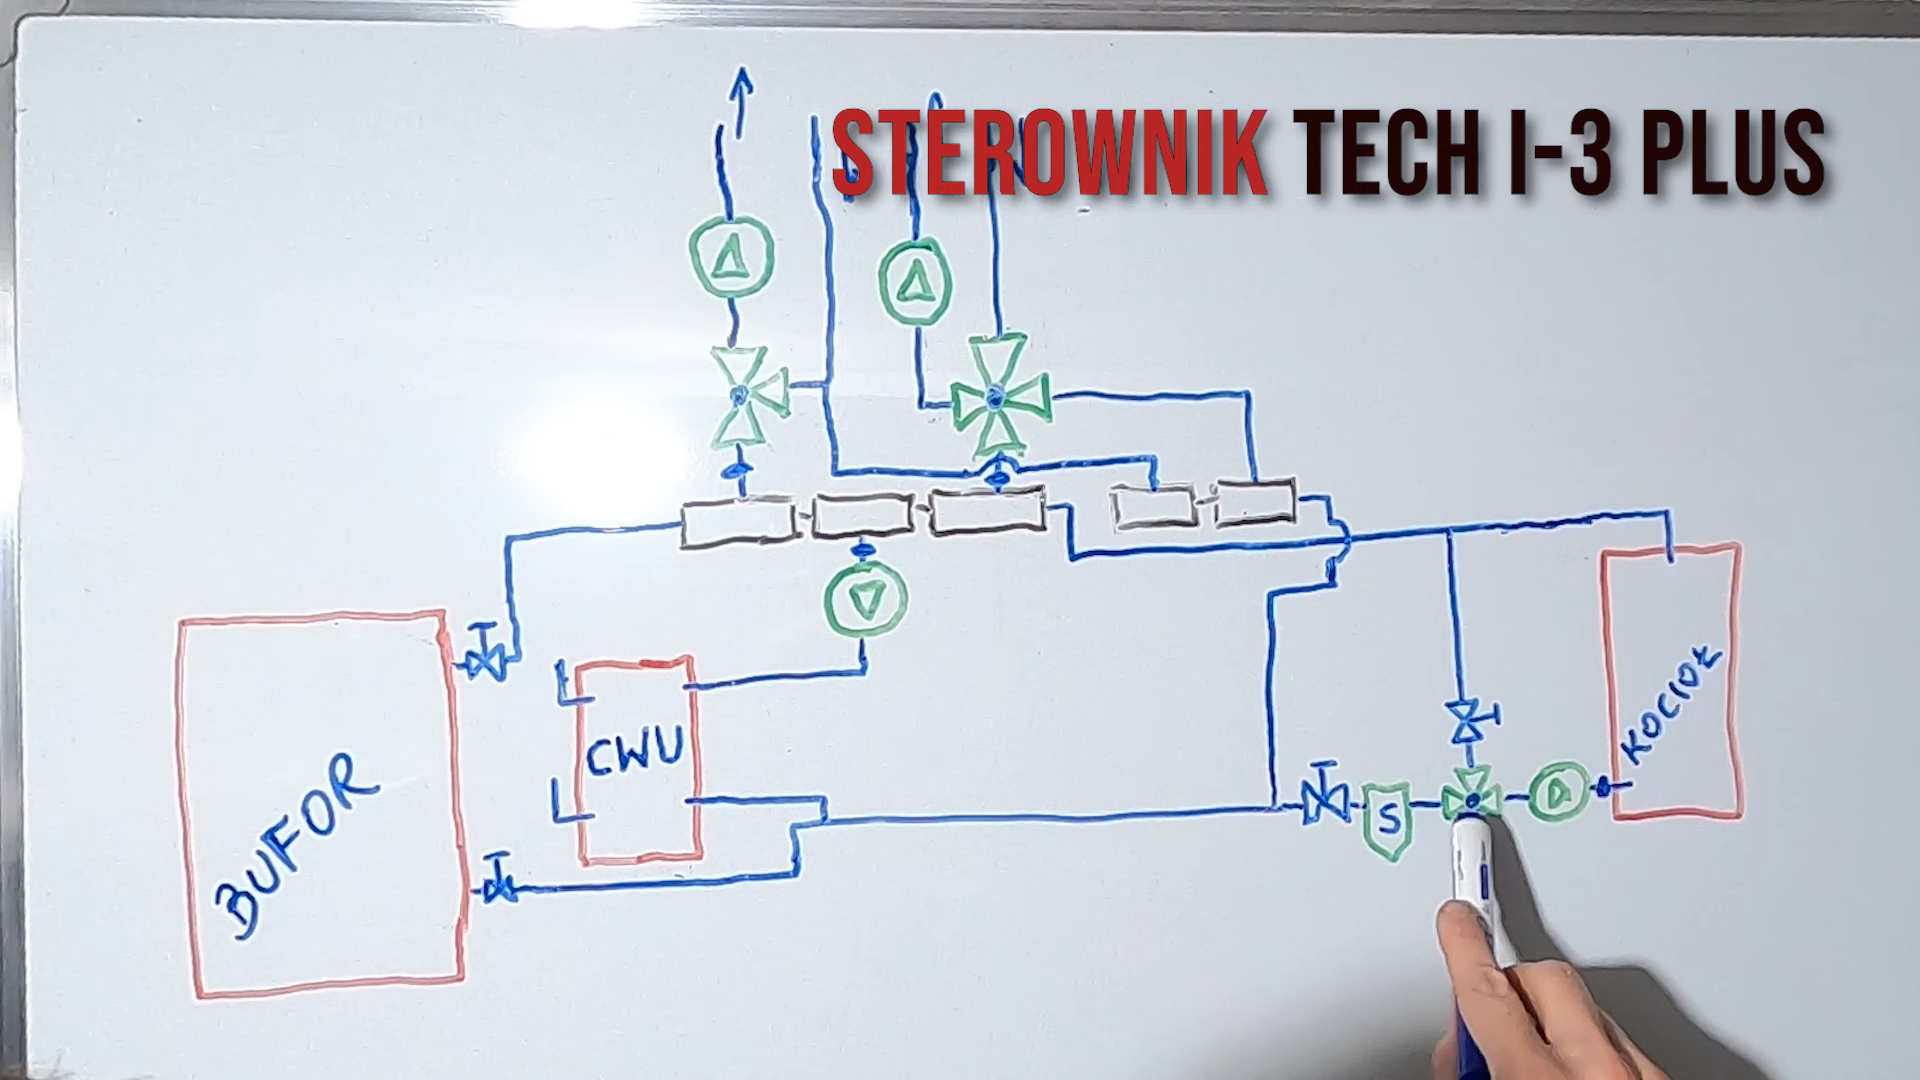 STEROWNIK TECH I-3 PLUS
BUFOR
CWU
S
KOCIOŁ